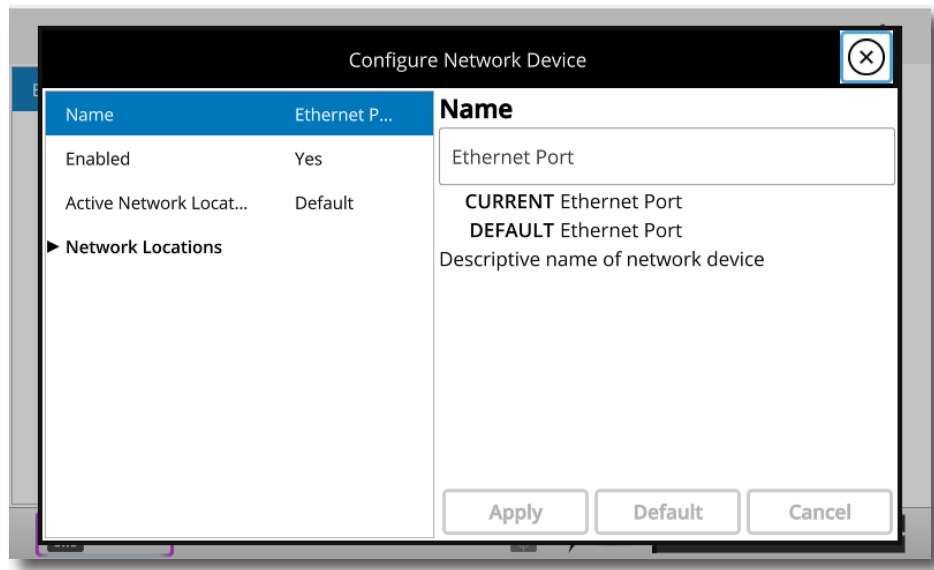 Configure Network Device
Name Ethernet P...
Enabled Yes
Active Network Locat... Default
Network Locations
Name
Ethernet Port
CURRENT Ethernet Port
DEFAULT Ethernet Port
Descriptive name of network device
Apply Default Cancel